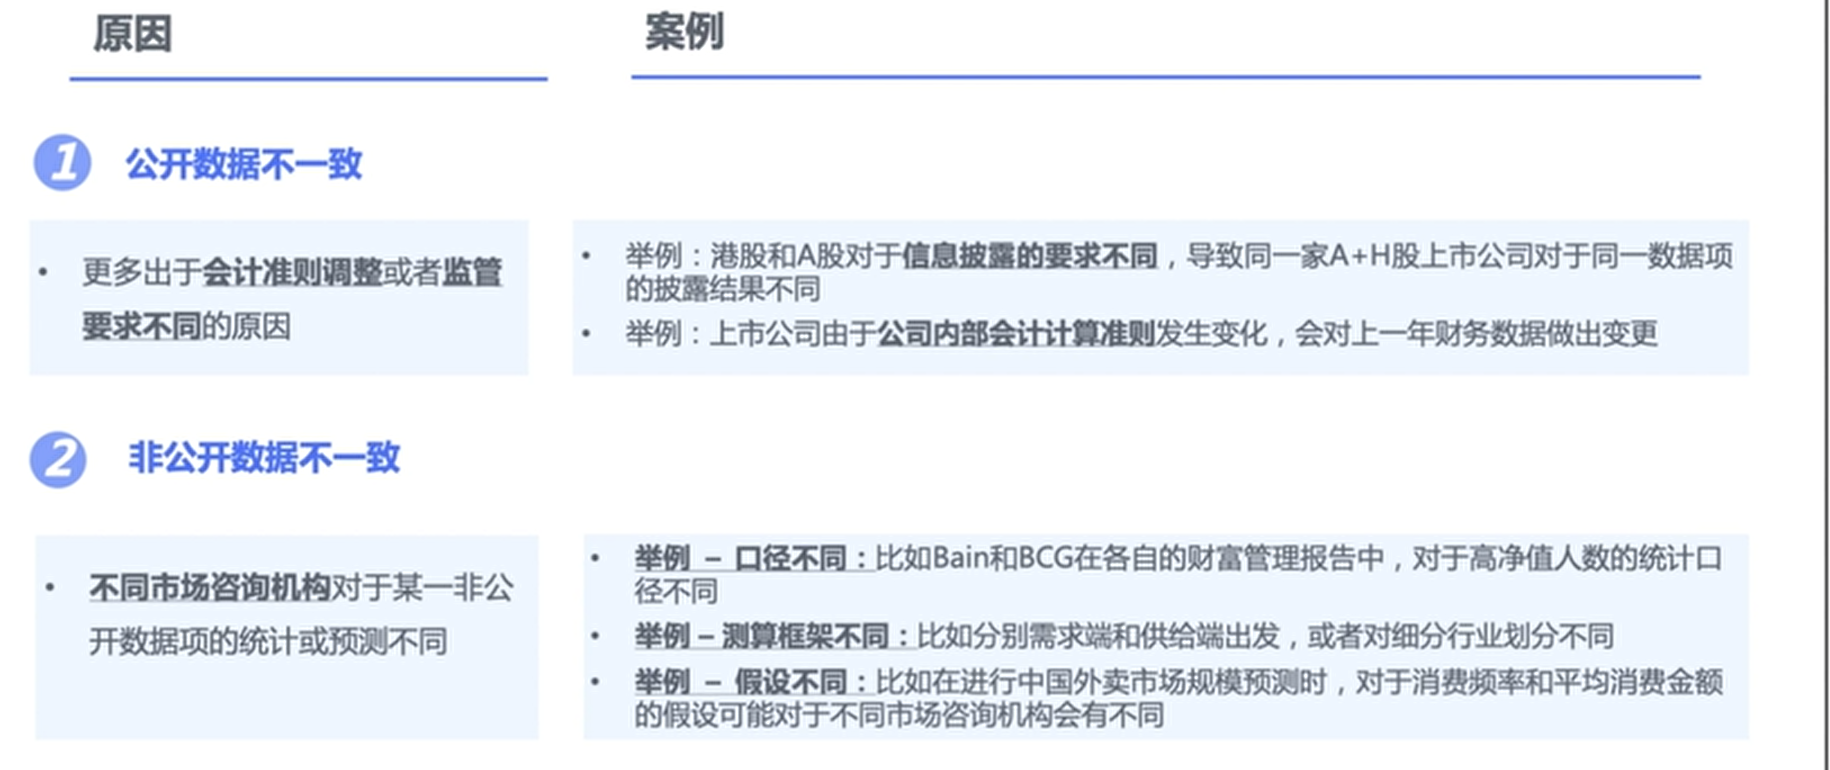 原因
案例
1 公开数据不一致
• 更多出于会计准则调整或者监管
要求不同的原因
• 举例：港股和A股对于信息披露的要求不同，导致同一家A+H股上市公司对于同一数据项
的披露结果不同
• 举例：上市公司由于公司内部会计计算准则发生变化，会对上一年财务数据做出变更
2 非公开数据不一致
• 不同市场咨询机构对于某一非公
开数据项的统计或预测不同
• 举例 – 口径不同：比如Bain和BCG在各自的财富管理报告中，对于高净值人数的统计口
径不同
• 举例 – 测算框架不同：比如分别需求端和供给端出发，或者对细分行业划分不同
• 举例 – 假设不同：比如在进行中国外卖市场规模预测时，对于消费频率和平均消费金额
的假设可能对于不同市场咨询机构会有不同